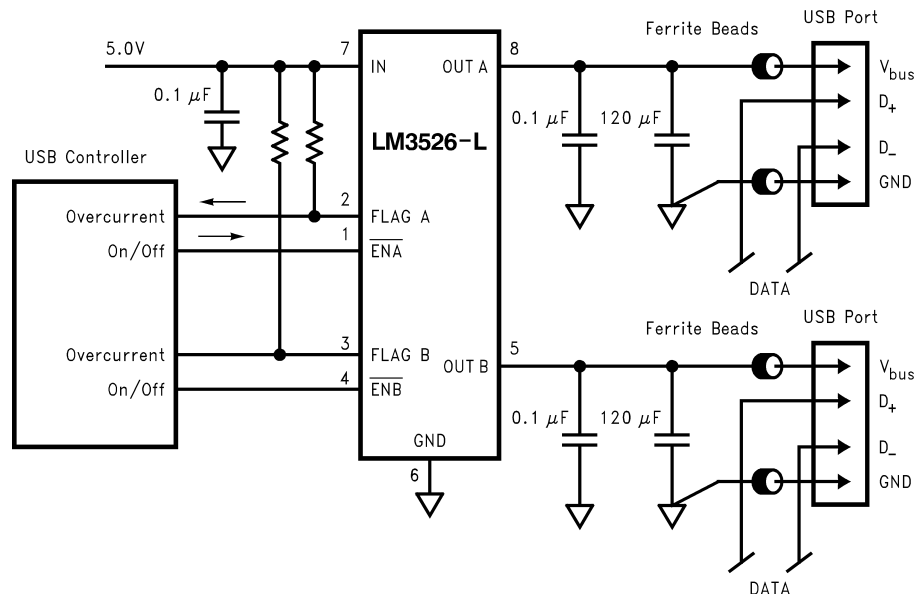 USB Port
Ferrite Beads
5.0V
7
IN
OUT A
8
V_bus
0.1 μF
D+
0.1 μF
120 μF
LM3526-L
D_
USB Controller
GND
2
Overcurrent
FLAG A
1
On/Off
ENA
DATA
USB Port
Ferrite Beads
3
Overcurrent
FLAG B
5
OUT B
V_bus
4
On/Off
ENB
D+
0.1 μF
120 μF
GND
D_
6
GND
DATA